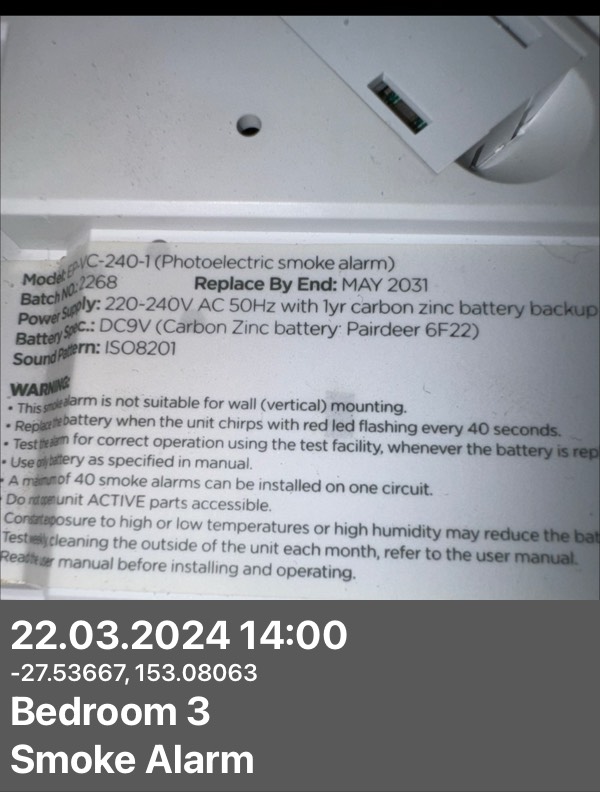 Model: EP-VC-240-1 (Photoelectric smoke alarm)
Batch No.: 2268 Replace By End: MAY 2031
Power Supply: 220-240V AC 50Hz with 1yr carbon zinc battery backup
Battery Spec.: DC9V (Carbon Zinc battery: Pairdeer 6F22)
Sound Pattern: ISO8201
WARNING:
• This smoke alarm is not suitable for wall (vertical) mounting.
• Replace the battery when the unit chirps with red led flashing every 40 seconds.
• Test the alarm for correct operation using the test facility, whenever the battery is rep
• Use only battery as specified in manual.
• A maximum of 40 smoke alarms can be installed on one circuit.
Do not open unit ACTIVE parts accessible.
Constant exposure to high or low temperatures or high humidity may reduce the bat
Test weekly, cleaning the outside of the unit each month, refer to the user manual.
Read the user manual before installing and operating.
22.03.2024 14:00
-27.53667, 153.08063
Bedroom 3
Smoke Alarm